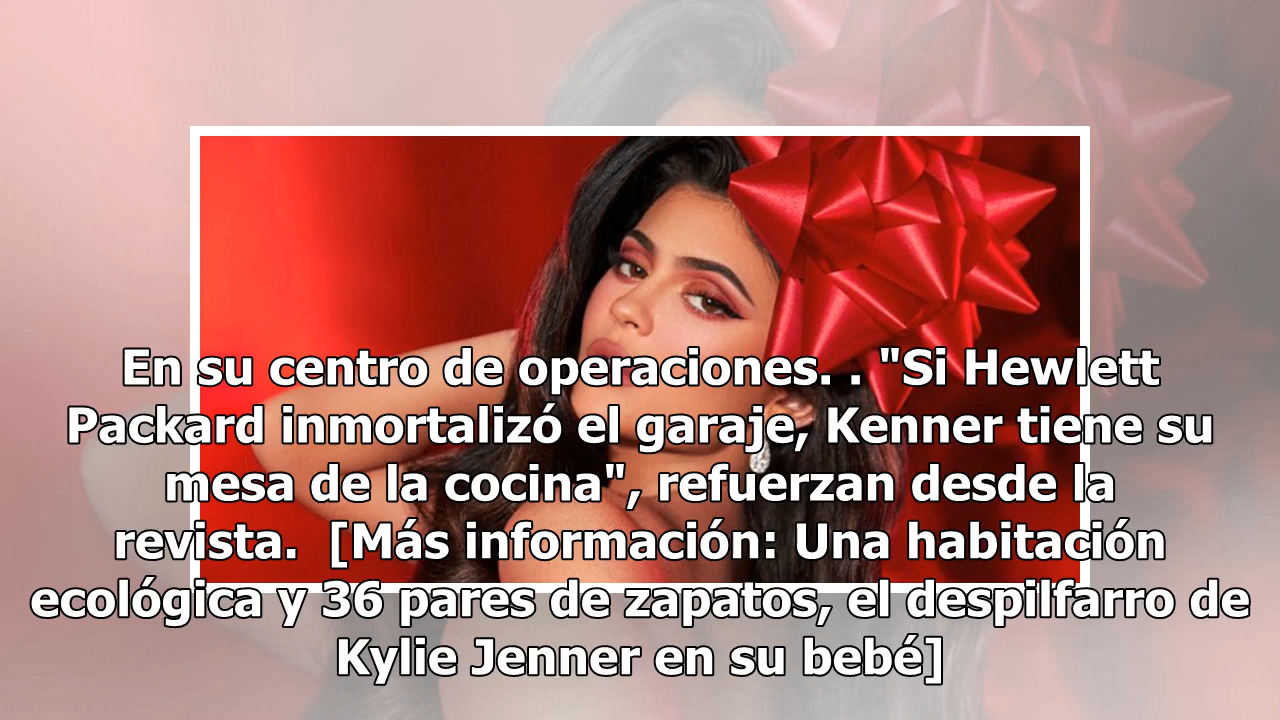 En su centro de operaciones. . "Si Hewlett
Packard inmortalizó el garaje, Kenner tiene su
mesa de la cocina", refuerzan desde la
revista.  [Más información: Una habitación
ecológica y 36 pares de zapatos, el despilfarro de
Kylie Jenner en su bebé]